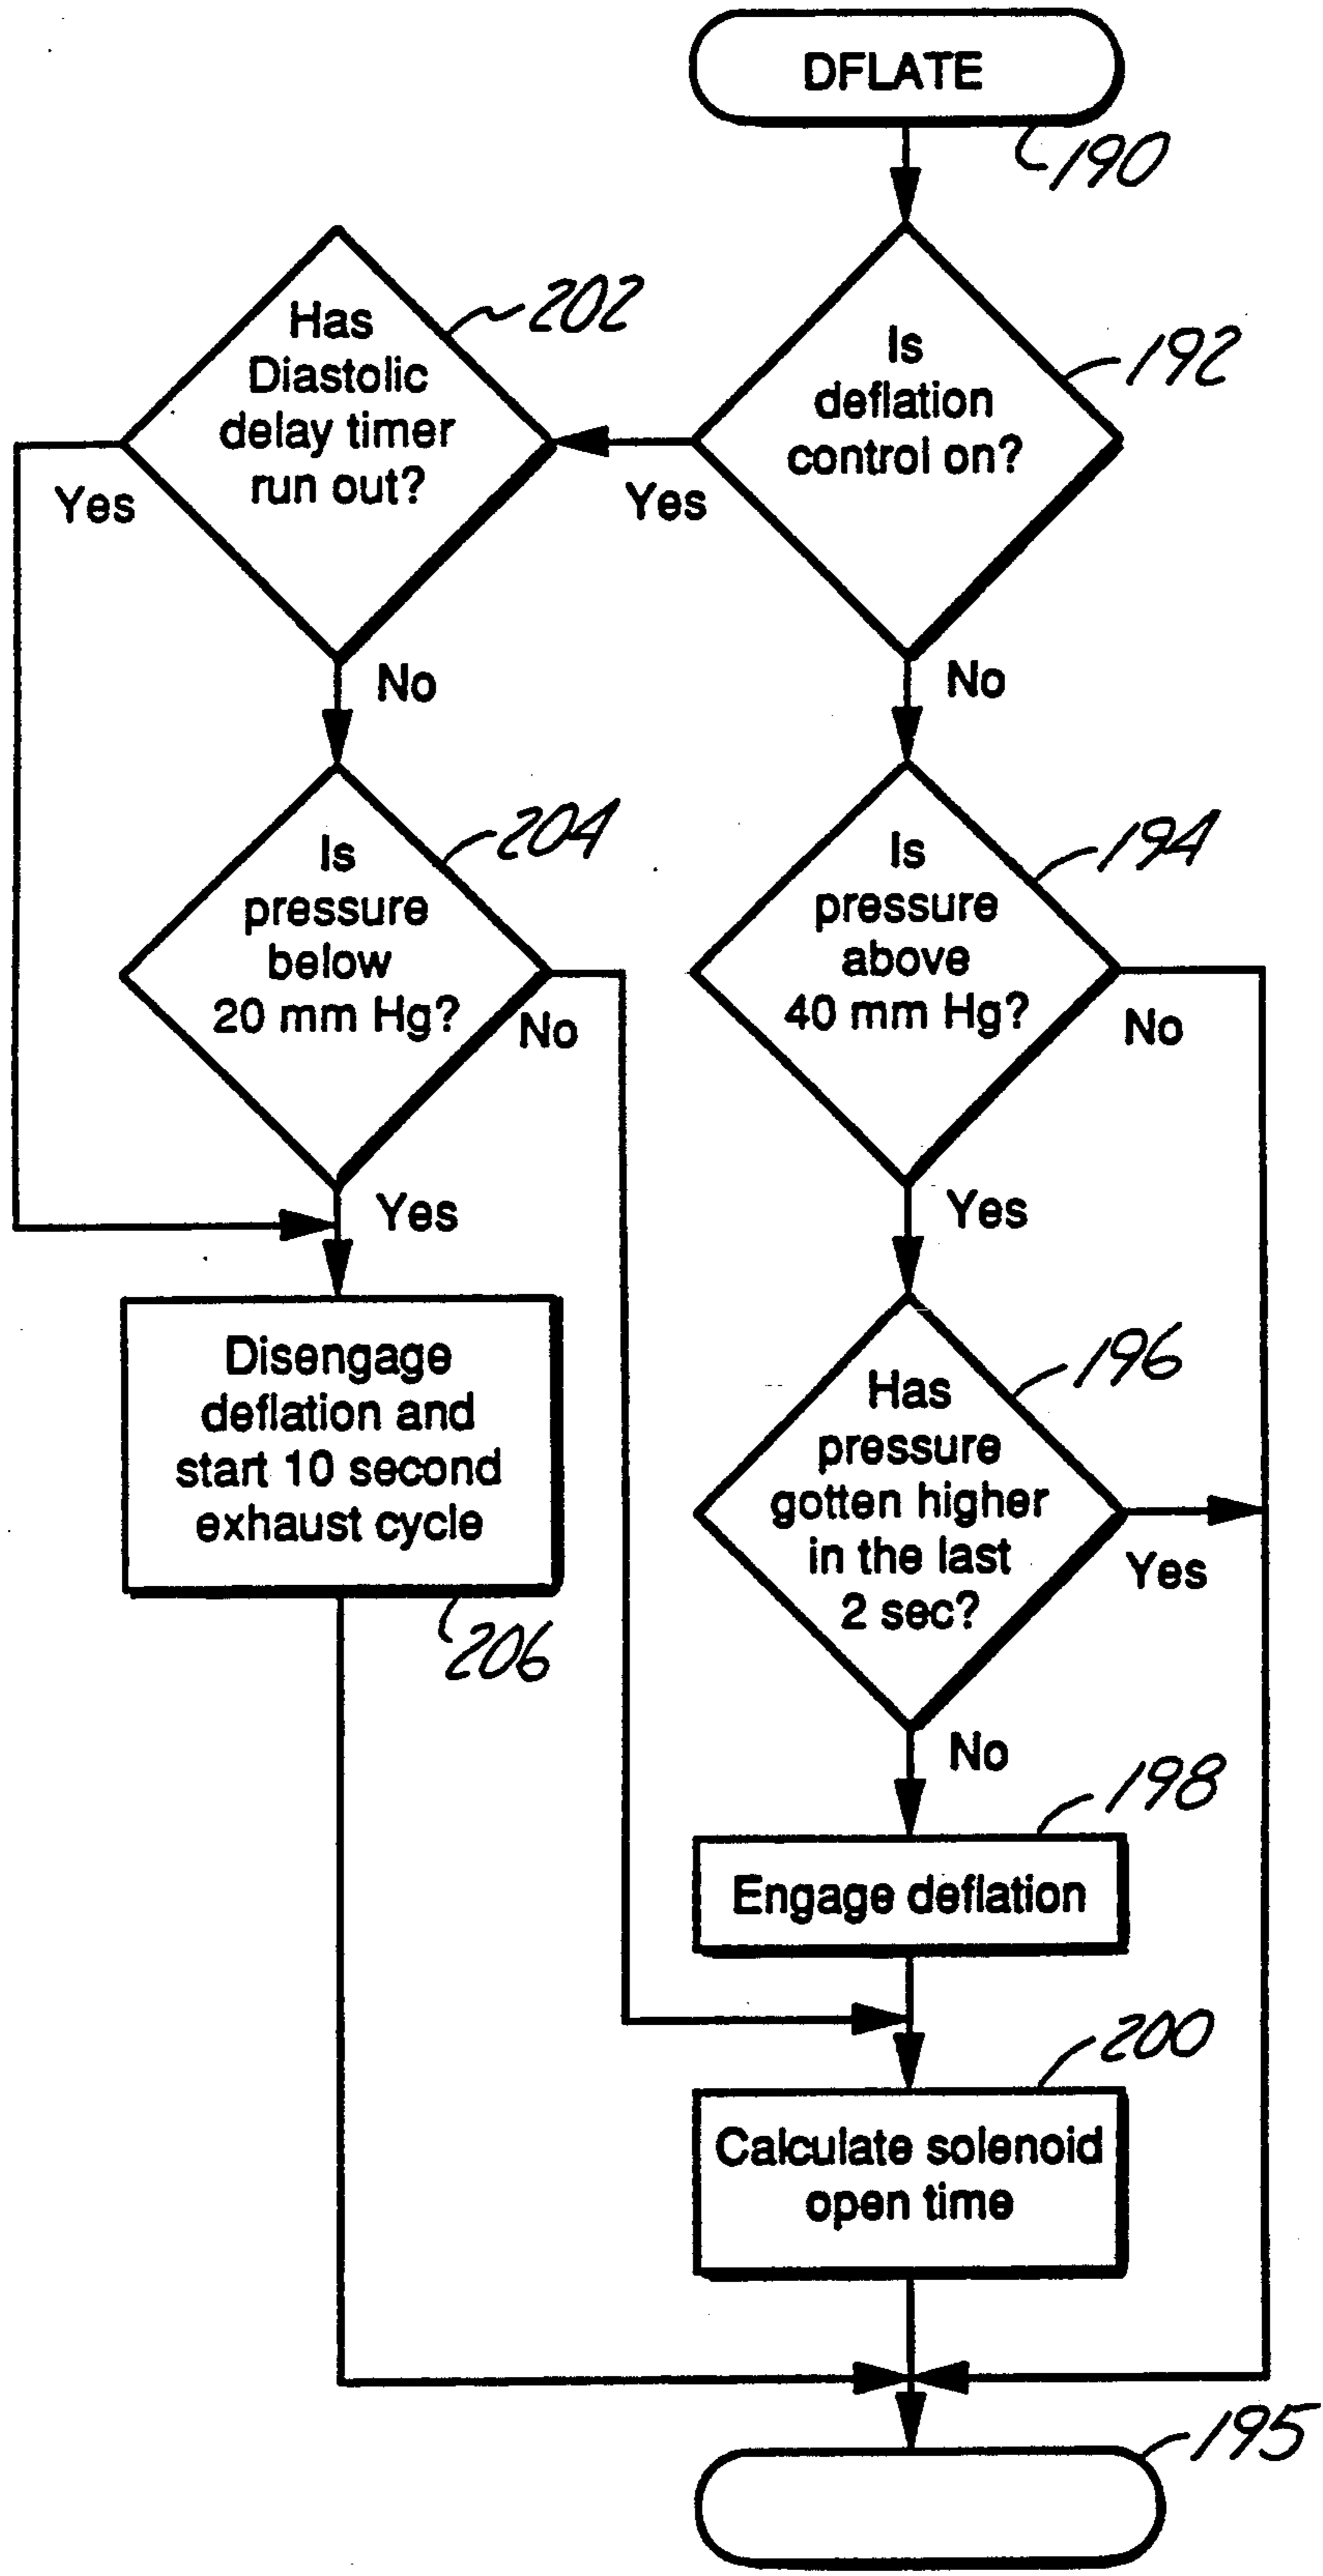 DFLATE
190
Is
deflation
control on?
192
Yes
No
Has
Diastolic
delay timer
run out?
202
Yes
No
Is
pressure
below
20 mm Hg?
204
No
Yes
Is
pressure
above
40 mm Hg?
194
No
Yes
Disengage
deflation and
start 10 second
exhaust cycle
206
Has
pressure
gotten higher
in the last
2 sec?
196
Yes
No
Engage deflation
198
Calculate solenoid
open time
200
195